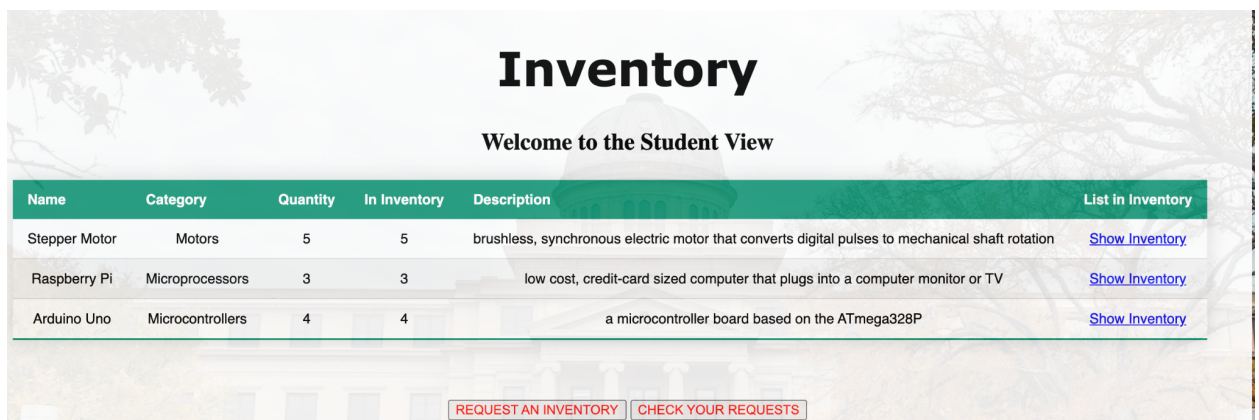 Inventory
Welcome to the Student View
Name Category Quantity In Inventory Description List in Inventory
Stepper Motor Motors 5 5 brushless, synchronous electric motor that converts digital pulses to mechanical shaft rotation Show Inventory
Raspberry Pi Microprocessors 3 3 low cost, credit-card sized computer that plugs into a computer monitor or TV Show Inventory
Arduino Uno Microcontrollers 4 4 a microcontroller board based on the ATmega328P Show Inventory
REQUEST AN INVENTORY CHECK YOUR REQUESTS